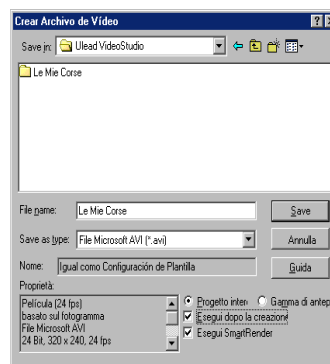 Crear Archivo de Vídeo
Save in: Ulead VideoStudio
Le Mie Corse
File name: Le Mie Corse Save
Save as type: File Microsoft AVI (*.avi) Annulla
Nome: Igual como Configuración de Plantilla Guida
Proprietà:
Película (24 fps) Progetto inter Gamma di antep
basato sul fotogramma Esegui dopo la creazione
File Microsoft AVI Esegui SmartRender
24 Bit, 320 x 240, 24 fps